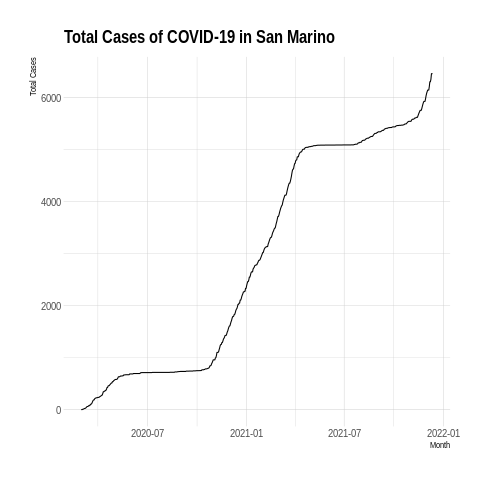 Total Cases of COVID-19 in San Marino
Total Cases
6000
4000
2000
0
2020-07 2021-01 2021-07 2022-01
Month